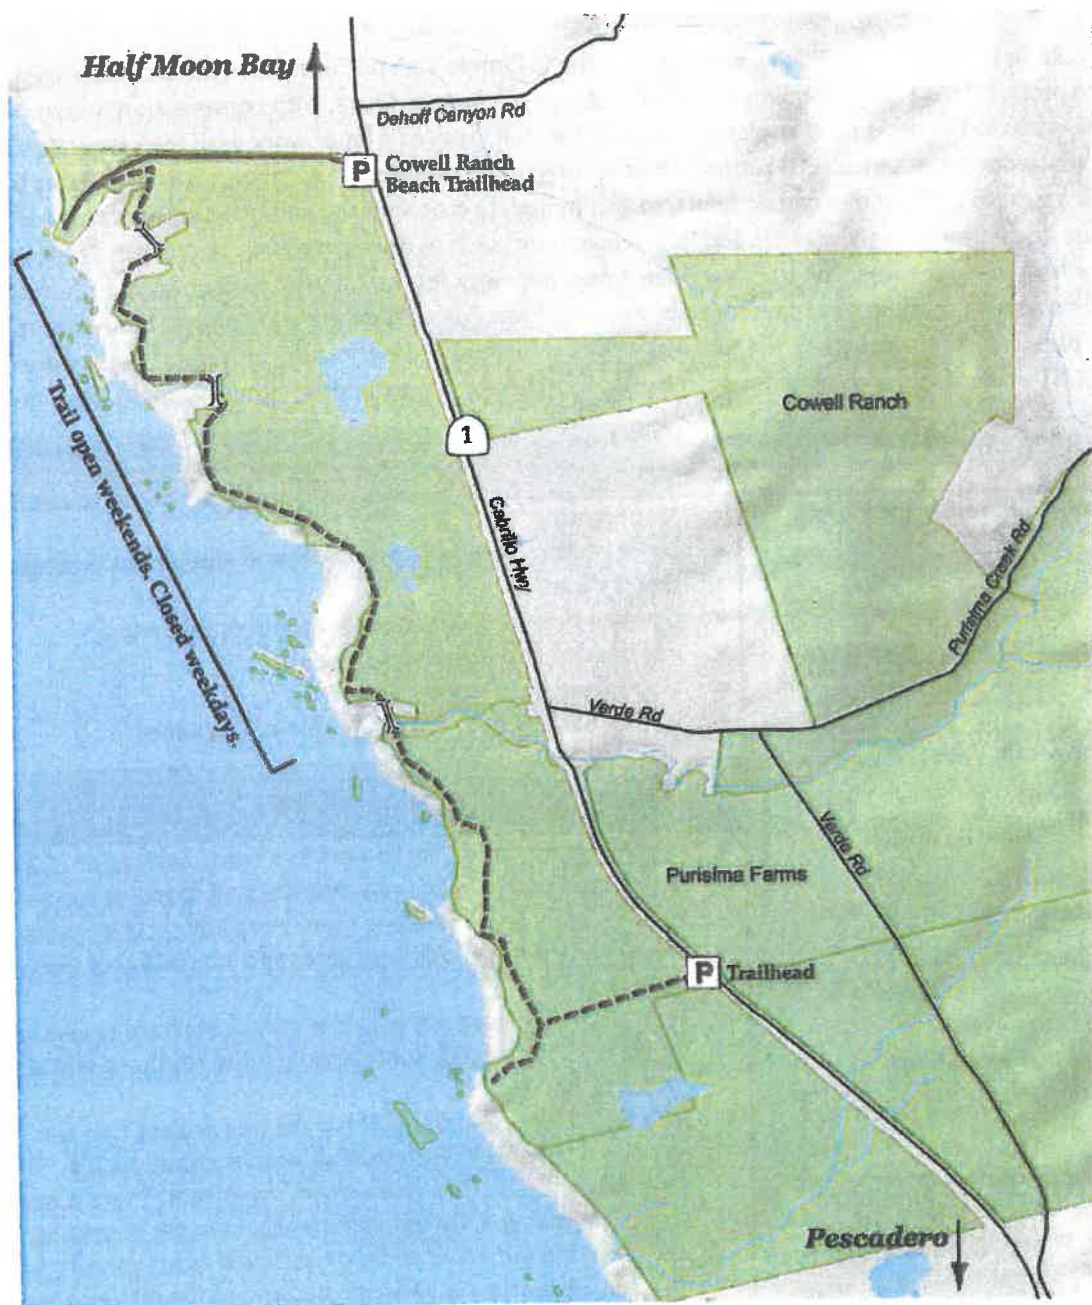 Half Moon Bay
Dehoff Canyon Rd
P
Cowell Ranch
Beach Trailhead
Cowell Ranch
1
Trail open weekends. Closed weekdays.
Cabrillo Hwy
Purisima Creek Rd
Verde Rd
Verde Rd
Purisima Farms
P
Trailhead
Pescadero